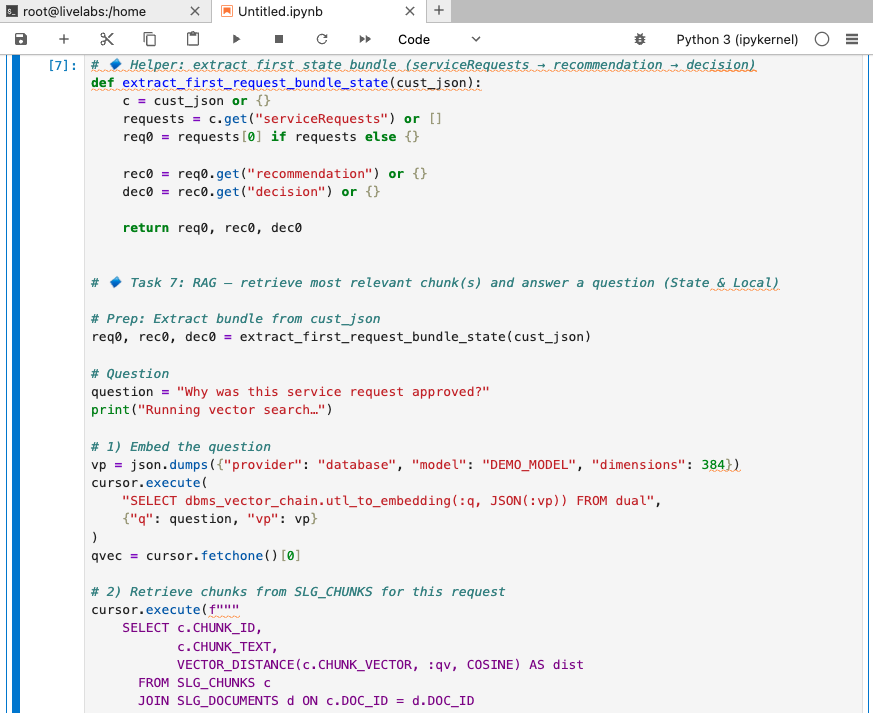 root@livelabs:/home
Untitled.ipynb
Code
Python 3 (ipykernel)
[7]:
# 🔷 Helper: extract first state bundle (serviceRequests → recommendation → decision)
def extract_first_request_bundle_state(cust_json):
    c = cust_json or {}
    requests = c.get("serviceRequests") or []
    req0 = requests[0] if requests else {}
    rec0 = req0.get("recommendation") or {}
    dec0 = rec0.get("decision") or {}
    return req0, rec0, dec0
# 🔷 Task 7: RAG — retrieve most relevant chunk(s) and answer a question (State & Local)
# Prep: Extract bundle from cust_json
req0, rec0, dec0 = extract_first_request_bundle_state(cust_json)
# Question
question = "Why was this service request approved?"
print("Running vector search…")
# 1) Embed the question
vp = json.dumps({"provider": "database", "model": "DEMO_MODEL", "dimensions": 384})
cursor.execute(
    "SELECT dbms_vector_chain.utl_to_embedding(:q, JSON(:vp)) FROM dual",
    {"q": question, "vp": vp}
)
qvec = cursor.fetchone()[0]
# 2) Retrieve chunks from SLG_CHUNKS for this request
cursor.execute(f"""
    SELECT c.CHUNK_ID,
           c.CHUNK_TEXT,
           VECTOR_DISTANCE(c.CHUNK_VECTOR, :qv, COSINE) AS dist
      FROM SLG_CHUNKS c
      JOIN SLG_DOCUMENTS d ON c.DOC_ID = d.DOC_ID